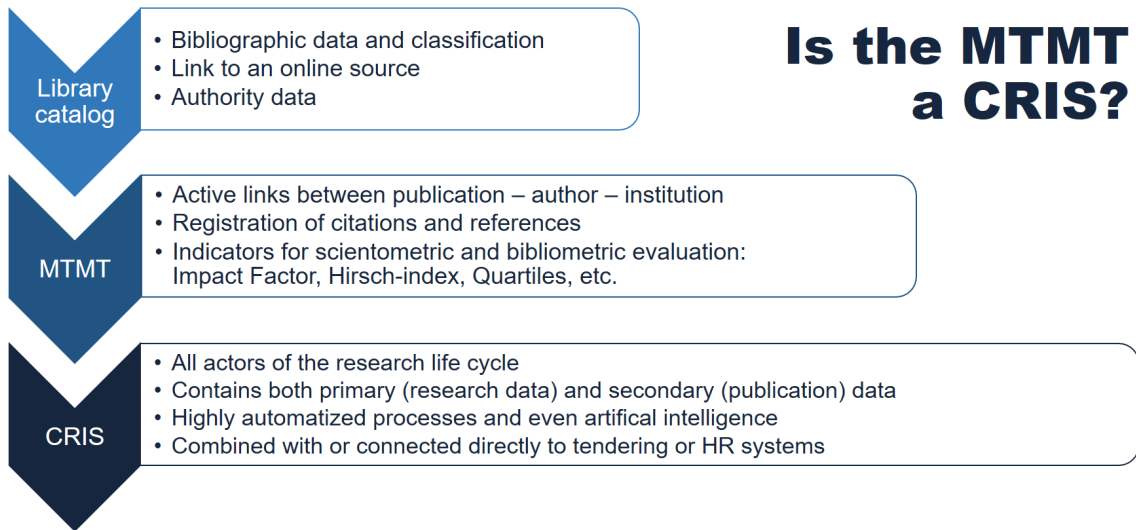 Is the MTMT
a CRIS?
Library
catalog
• Bibliographic data and classification
• Link to an online source
• Authority data
MTMT
• Active links between publication – author – institution
• Registration of citations and references
• Indicators for scientometric and bibliometric evaluation:
Impact Factor, Hirsch-index, Quartiles, etc.
CRIS
• All actors of the research life cycle
• Contains both primary (research data) and secondary (publication) data
• Highly automatized processes and even artifical intelligence
• Combined with or connected directly to tendering or HR systems